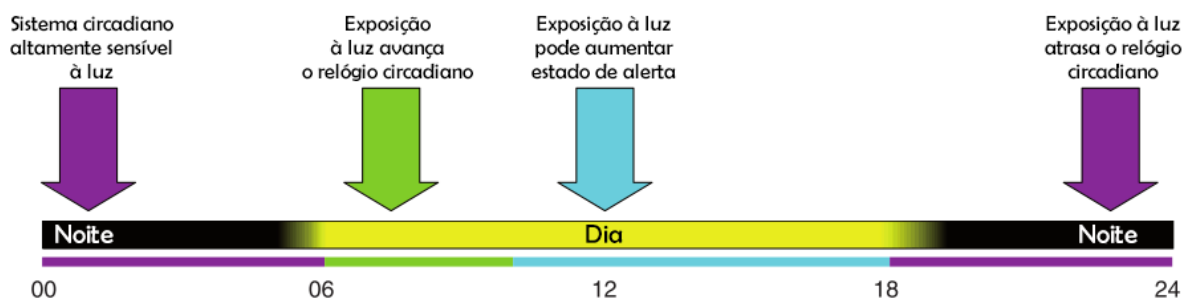 Sistema circadiano
altamente sensível
à luz
Exposição
à luz avança
o relógio circadiano
Exposição à luz
pode aumentar
estado de alerta
Exposição à luz
atrasa o relógio
circadiano
Noite
Dia
Noite
00
06
12
18
24